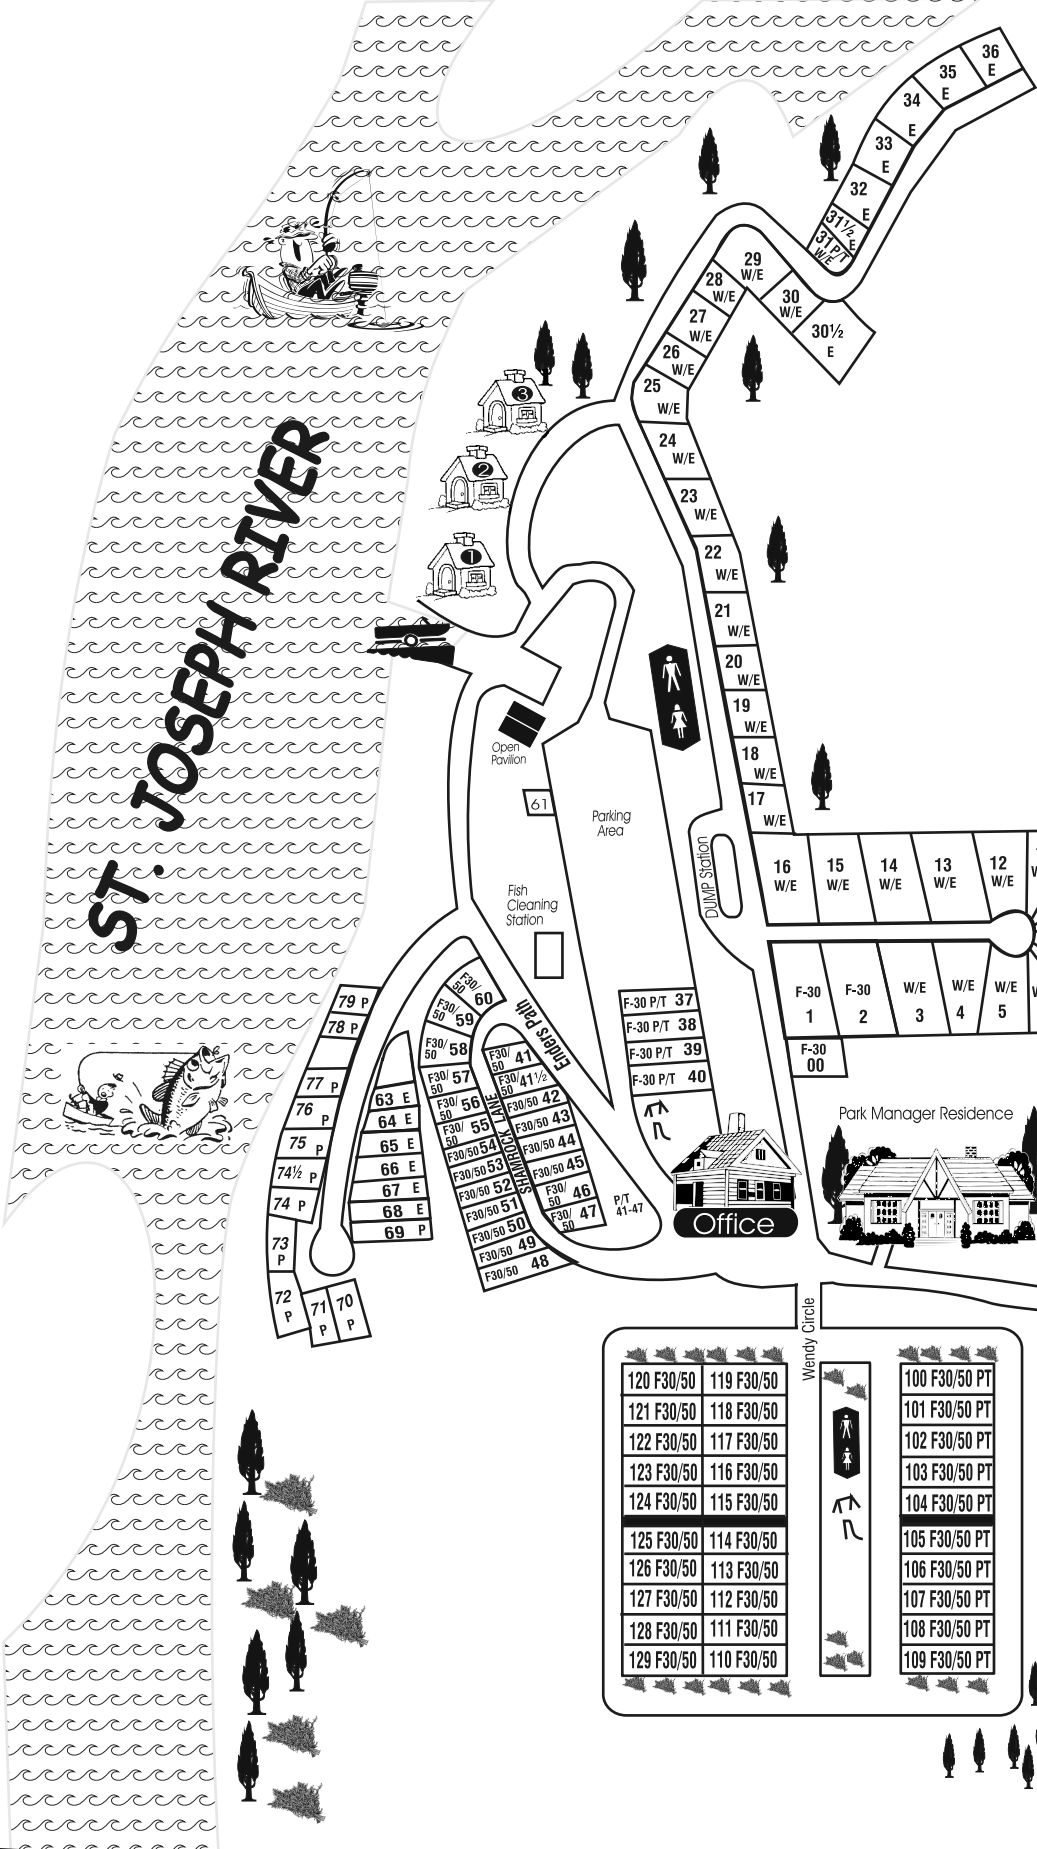 36
E
35
E
34
E
33
E
32
E
31½
E
31 P/T
W/E
29
W/E
28
W/E
30
W/E
30½
E
27
W/E
26
W/E
25
W/E
24
W/E
23
W/E
22
W/E
21
W/E
20
W/E
19
W/E
18
W/E
17
W/E
3
2
1
ST. JOSEPH RIVER
Open
Pavilion
61
Parking
Area
DUMP Station
Fish
Cleaning
Station
16
W/E
15
W/E
14
W/E
13
W/E
12
W/E
F-30
1
F-30
2
W/E
3
W/E
4
W/E
5
F-30
00
79 P
78 P
77 P
76 P
75 P
74½ P
74 P
73
P
72
P
71
P
70
P
63 E
64 E
65 E
66 E
67 E
68 E
69 P
F30/50 60
F30/50 59
F30/50 58
F30/50 57
F30/50 56
F30/50 55
F30/50 54
F30/50 53
F30/50 52
F30/50 51
F30/50 50
F30/50 49
F30/50 48
SHAMROCK LANE
Enders Path
F30/50 41
F30/50 41½
F30/50 42
F30/50 43
F30/50 44
F30/50 45
F30/50 46
F30/50 47
P/T
41-47
F-30 P/T 37
F-30 P/T 38
F-30 P/T 39
F-30 P/T 40
Park Manager Residence
Office
Wendy Circle
120 F30/50 119 F30/50
121 F30/50 118 F30/50
122 F30/50 117 F30/50
123 F30/50 116 F30/50
124 F30/50 115 F30/50
125 F30/50 114 F30/50
126 F30/50 113 F30/50
127 F30/50 112 F30/50
128 F30/50 111 F30/50
129 F30/50 110 F30/50
100 F30/50 PT
101 F30/50 PT
102 F30/50 PT
103 F30/50 PT
104 F30/50 PT
105 F30/50 PT
106 F30/50 PT
107 F30/50 PT
108 F30/50 PT
109 F30/50 PT